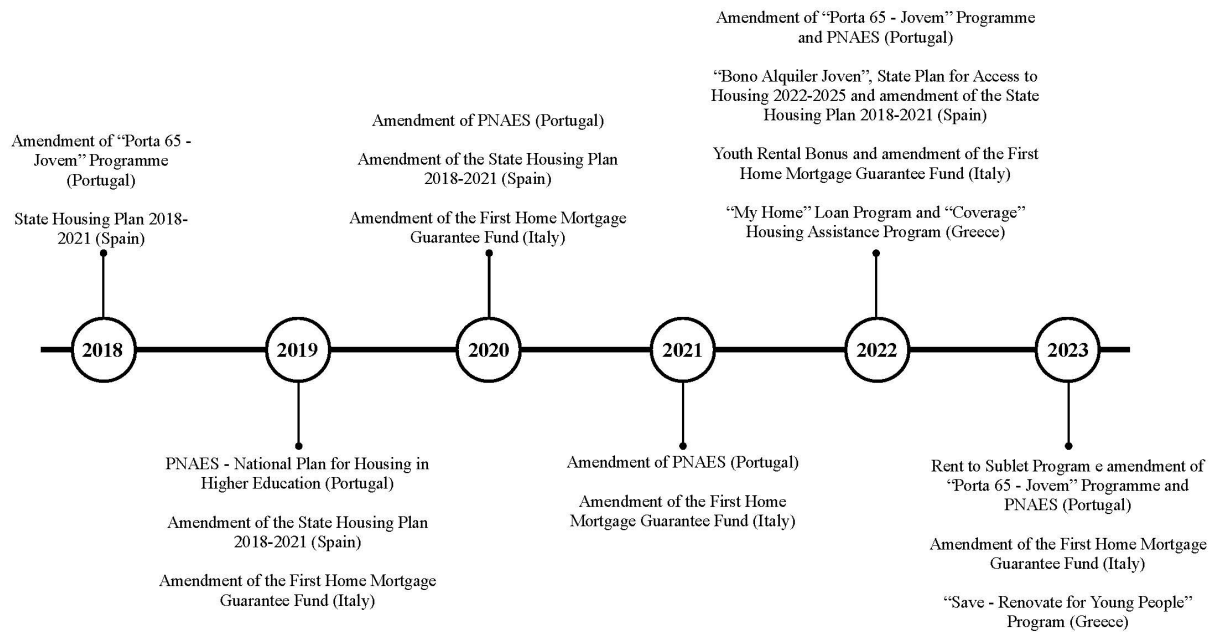 Amendment of “Porta 65 -
Jovem” Programme
(Portugal)
State Housing Plan 2018-
2021 (Spain)
Amendment of PNAES (Portugal)
Amendment of the State Housing Plan
2018-2021 (Spain)
Amendment of the First Home Mortgage
Guarantee Fund (Italy)
Amendment of “Porta 65 - Jovem” Programme
and PNAES (Portugal)
“Bono Alquiler Joven”, State Plan for Access to
Housing 2022-2025 and amendment of the State
Housing Plan 2018-2021 (Spain)
Youth Rental Bonus and amendment of the First
Home Mortgage Guarantee Fund (Italy)
“My Home” Loan Program and “Coverage”
Housing Assistance Program (Greece)
2018
2019
2020
2021
2022
2023
PNAES - National Plan for Housing in
Higher Education (Portugal)
Amendment of the State Housing Plan
2018-2021 (Spain)
Amendment of the First Home Mortgage
Guarantee Fund (Italy)
Amendment of PNAES (Portugal)
Amendment of the First Home
Mortgage Guarantee Fund (Italy)
Rent to Sublet Program e amendment of
“Porta 65 - Jovem” Programme and
PNAES (Portugal)
Amendment of the First Home Mortgage
Guarantee Fund (Italy)
“Save - Renovate for Young People”
Program (Greece)